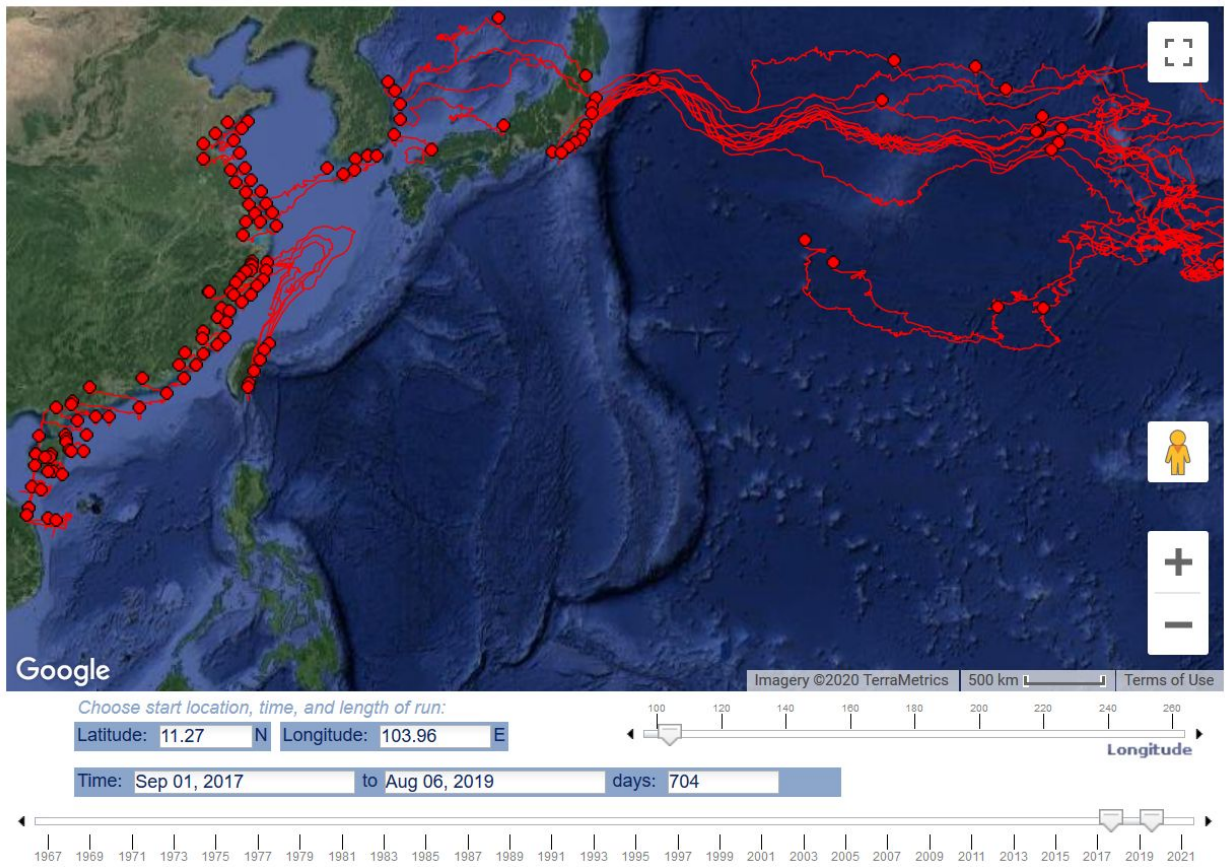 Google
Imagery ©2020 TerraMetrics 500 km Terms of Use
Choose start location, time, and length of run:
100 120 140 160 180 200 220 240 260
Latitude: 11.27 N Longitude: 103.96 E
Longitude
Time: Sep 01, 2017 to Aug 06, 2019 days: 704
1967 1969 1971 1973 1975 1977 1979 1981 1983 1985 1987 1989 1991 1993 1995 1997 1999 2001 2003 2005 2007 2009 2011 2013 2015 2017 2019 2021